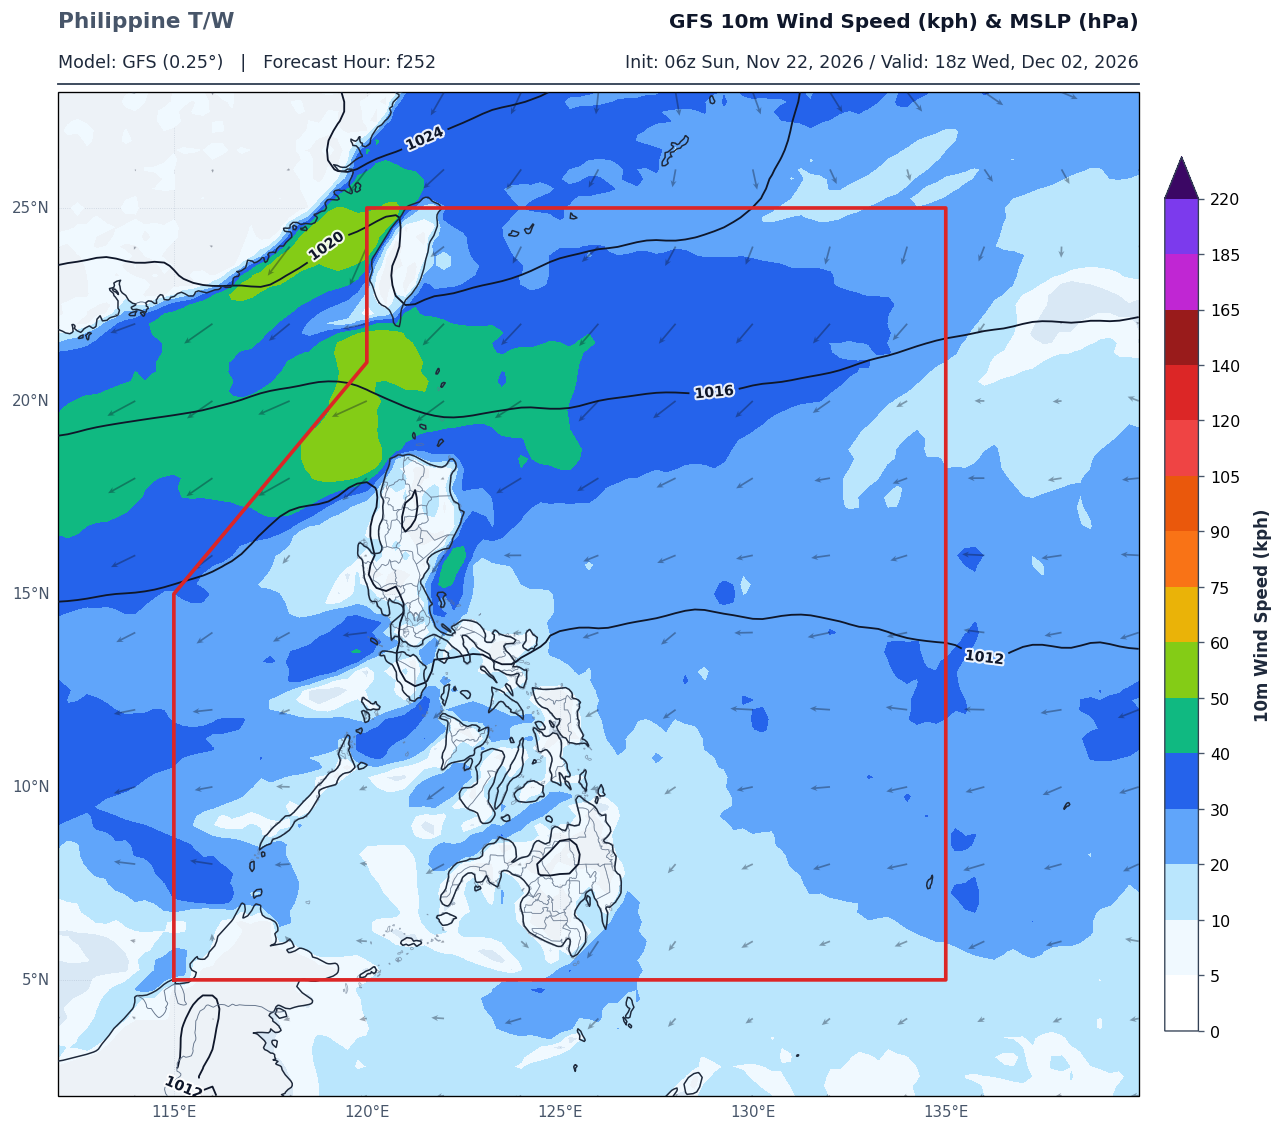 Philippine T/W
GFS 10m Wind Speed (kph) & MSLP (hPa)
Model: GFS (0.25°) | Forecast Hour: f252
Init: 06z Sun, Nov 22, 2026 / Valid: 18z Wed, Dec 02, 2026
1024
1020
1016
1012
1012
25°N
20°N
15°N
10°N
5°N
115°E
120°E
125°E
130°E
135°E
220
185
165
140
120
105
90
75
60
50
40
30
20
10
5
0
10m Wind Speed (kph)